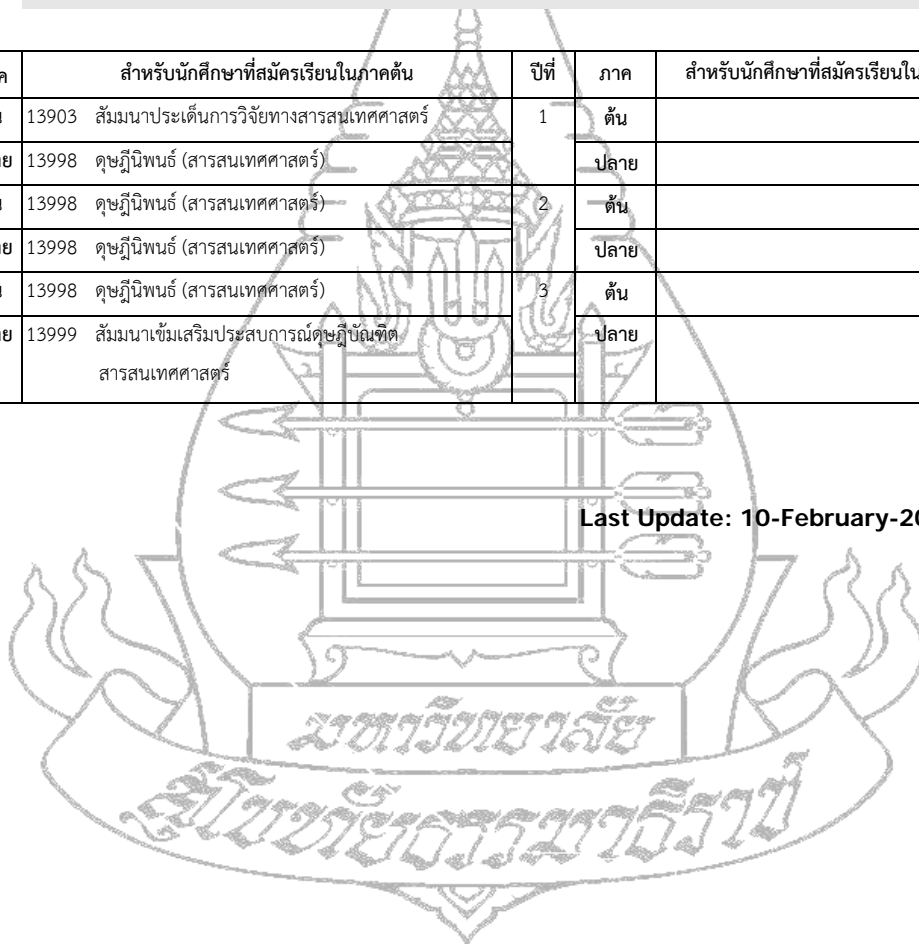 ค สำหรับนักศึกษาที่สมัครเรียนในภาคต้น ปีที่ ภาค สำหรับนักศึกษาที่สมัครเรียนใน
13903 สัมมนาประเด็นการวิจัยทางสารสนเทศศาสตร์ 1 ต้น
13998 ดุษฎีนิพนธ์ (สารสนเทศศาสตร์) ปลาย
13998 ดุษฎีนิพนธ์ (สารสนเทศศาสตร์) 2 ต้น
13998 ดุษฎีนิพนธ์ (สารสนเทศศาสตร์) ปลาย
13998 ดุษฎีนิพนธ์ (สารสนเทศศาสตร์) 3 ต้น
13999 สัมมนาเข้มเสริมประสบการณ์ดุษฎีบัณฑิต ปลาย
สารสนเทศศาสตร์
Last Update: 10-February-20
มหาวิทยาลัย
สุโขทัยธรรมาธิราช